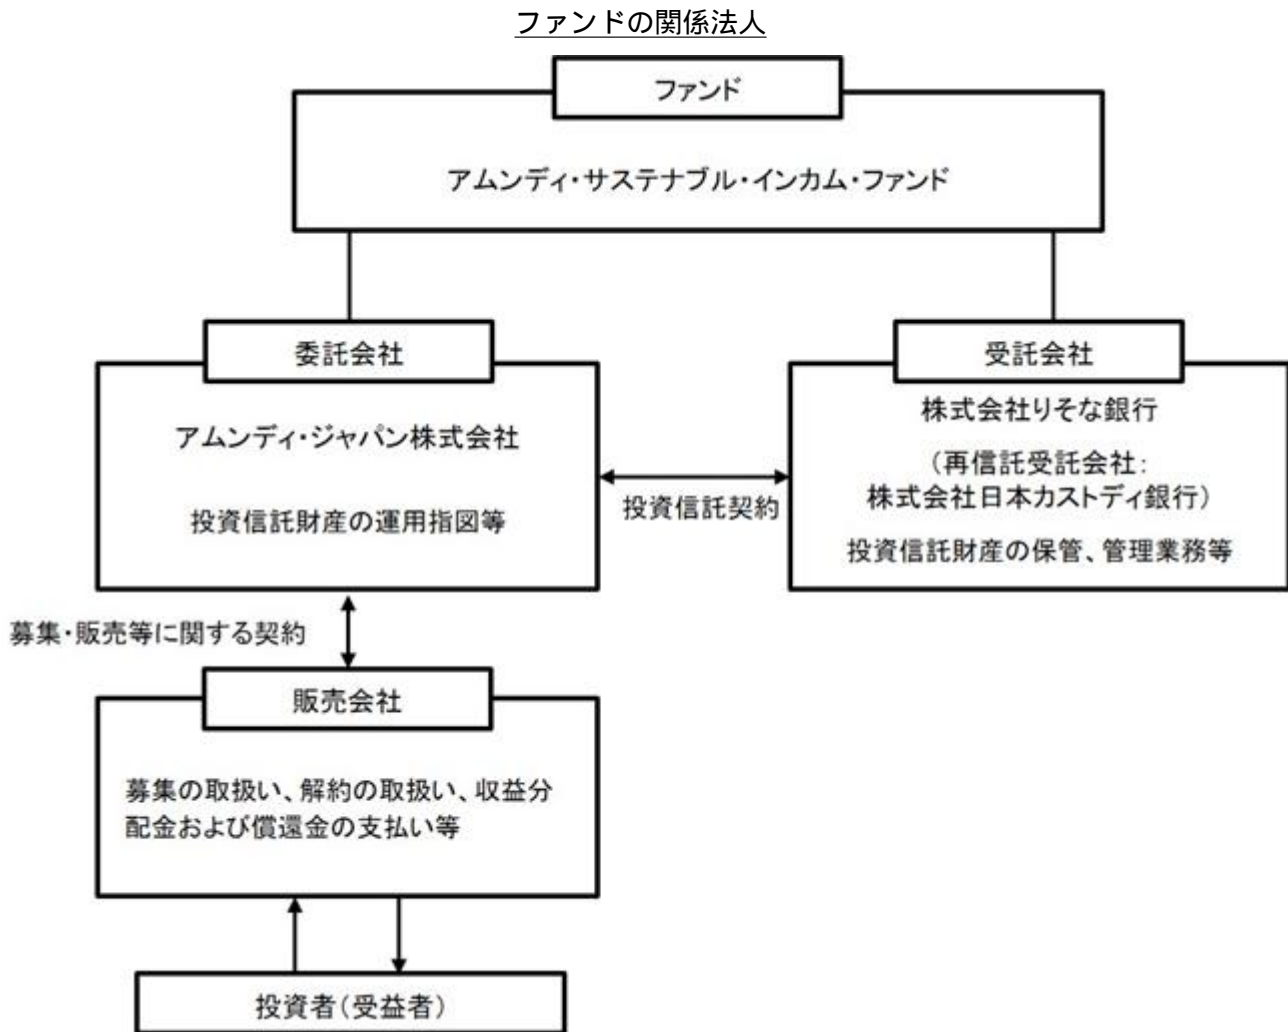 ファンドの関係法人
ファンド
アムンディ・サステナブル・インカム・ファンド
委託会社
アムンディ・ジャパン株式会社
投資信託財産の運用指図等
投資信託契約
受託会社
株式会社りそな銀行
(再信託受託会社:
株式会社日本カストディ銀行)
投資信託財産の保管、管理業務等
募集・販売等に関する契約
販売会社
募集の取扱い、解約の取扱い、収益分
配金および償還金の支払い等
投資者(受益者)